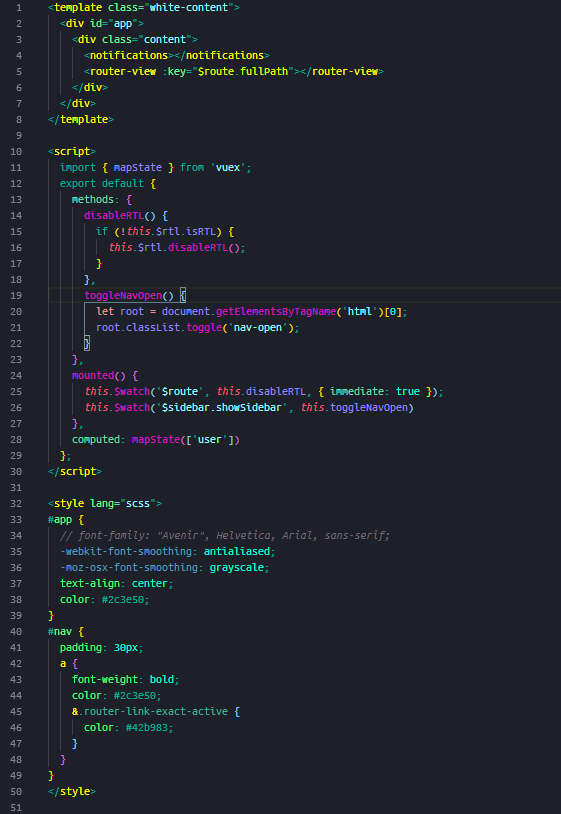 1 <template class="white-content">
2   <div id="app">
3     <div class="content">
4       <notifications></notifications>
5       <router-view :key="$route.fullPath"></router-view>
6     </div>
7   </div>
8 </template>
9
10 <script>
11   import { mapState } from 'vuex';
12   export default {
13     methods: {
14       disableRTL() {
15         if (!this.$rtl.isRTL) {
16           this.$rtl.disableRTL();
17         }
18       },
19       toggleNavOpen() {
20         let root = document.getElementsByTagName('html')[0];
21         root.classList.toggle('nav-open');
22       }
23     },
24     mounted() {
25       this.$watch('$route', this.disableRTL, { immediate: true });
26       this.$watch('$sidebar.showSidebar', this.toggleNavOpen)
27     },
28     computed: mapState(['user'])
29   };
30 </script>
31
32 <style lang="scss">
33 #app {
34   // font-family: "Avenir", Helvetica, Arial, sans-serif;
35   -webkit-font-smoothing: antialiased;
36   -moz-osx-font-smoothing: grayscale;
37   text-align: center;
38   color: #2c3e50;
39 }
40 #nav {
41   padding: 30px;
42   a {
43     font-weight: bold;
44     color: #2c3e50;
45     &.router-link-exact-active {
46       color: #42b983;
47     }
48   }
49 }
50 </style>
51